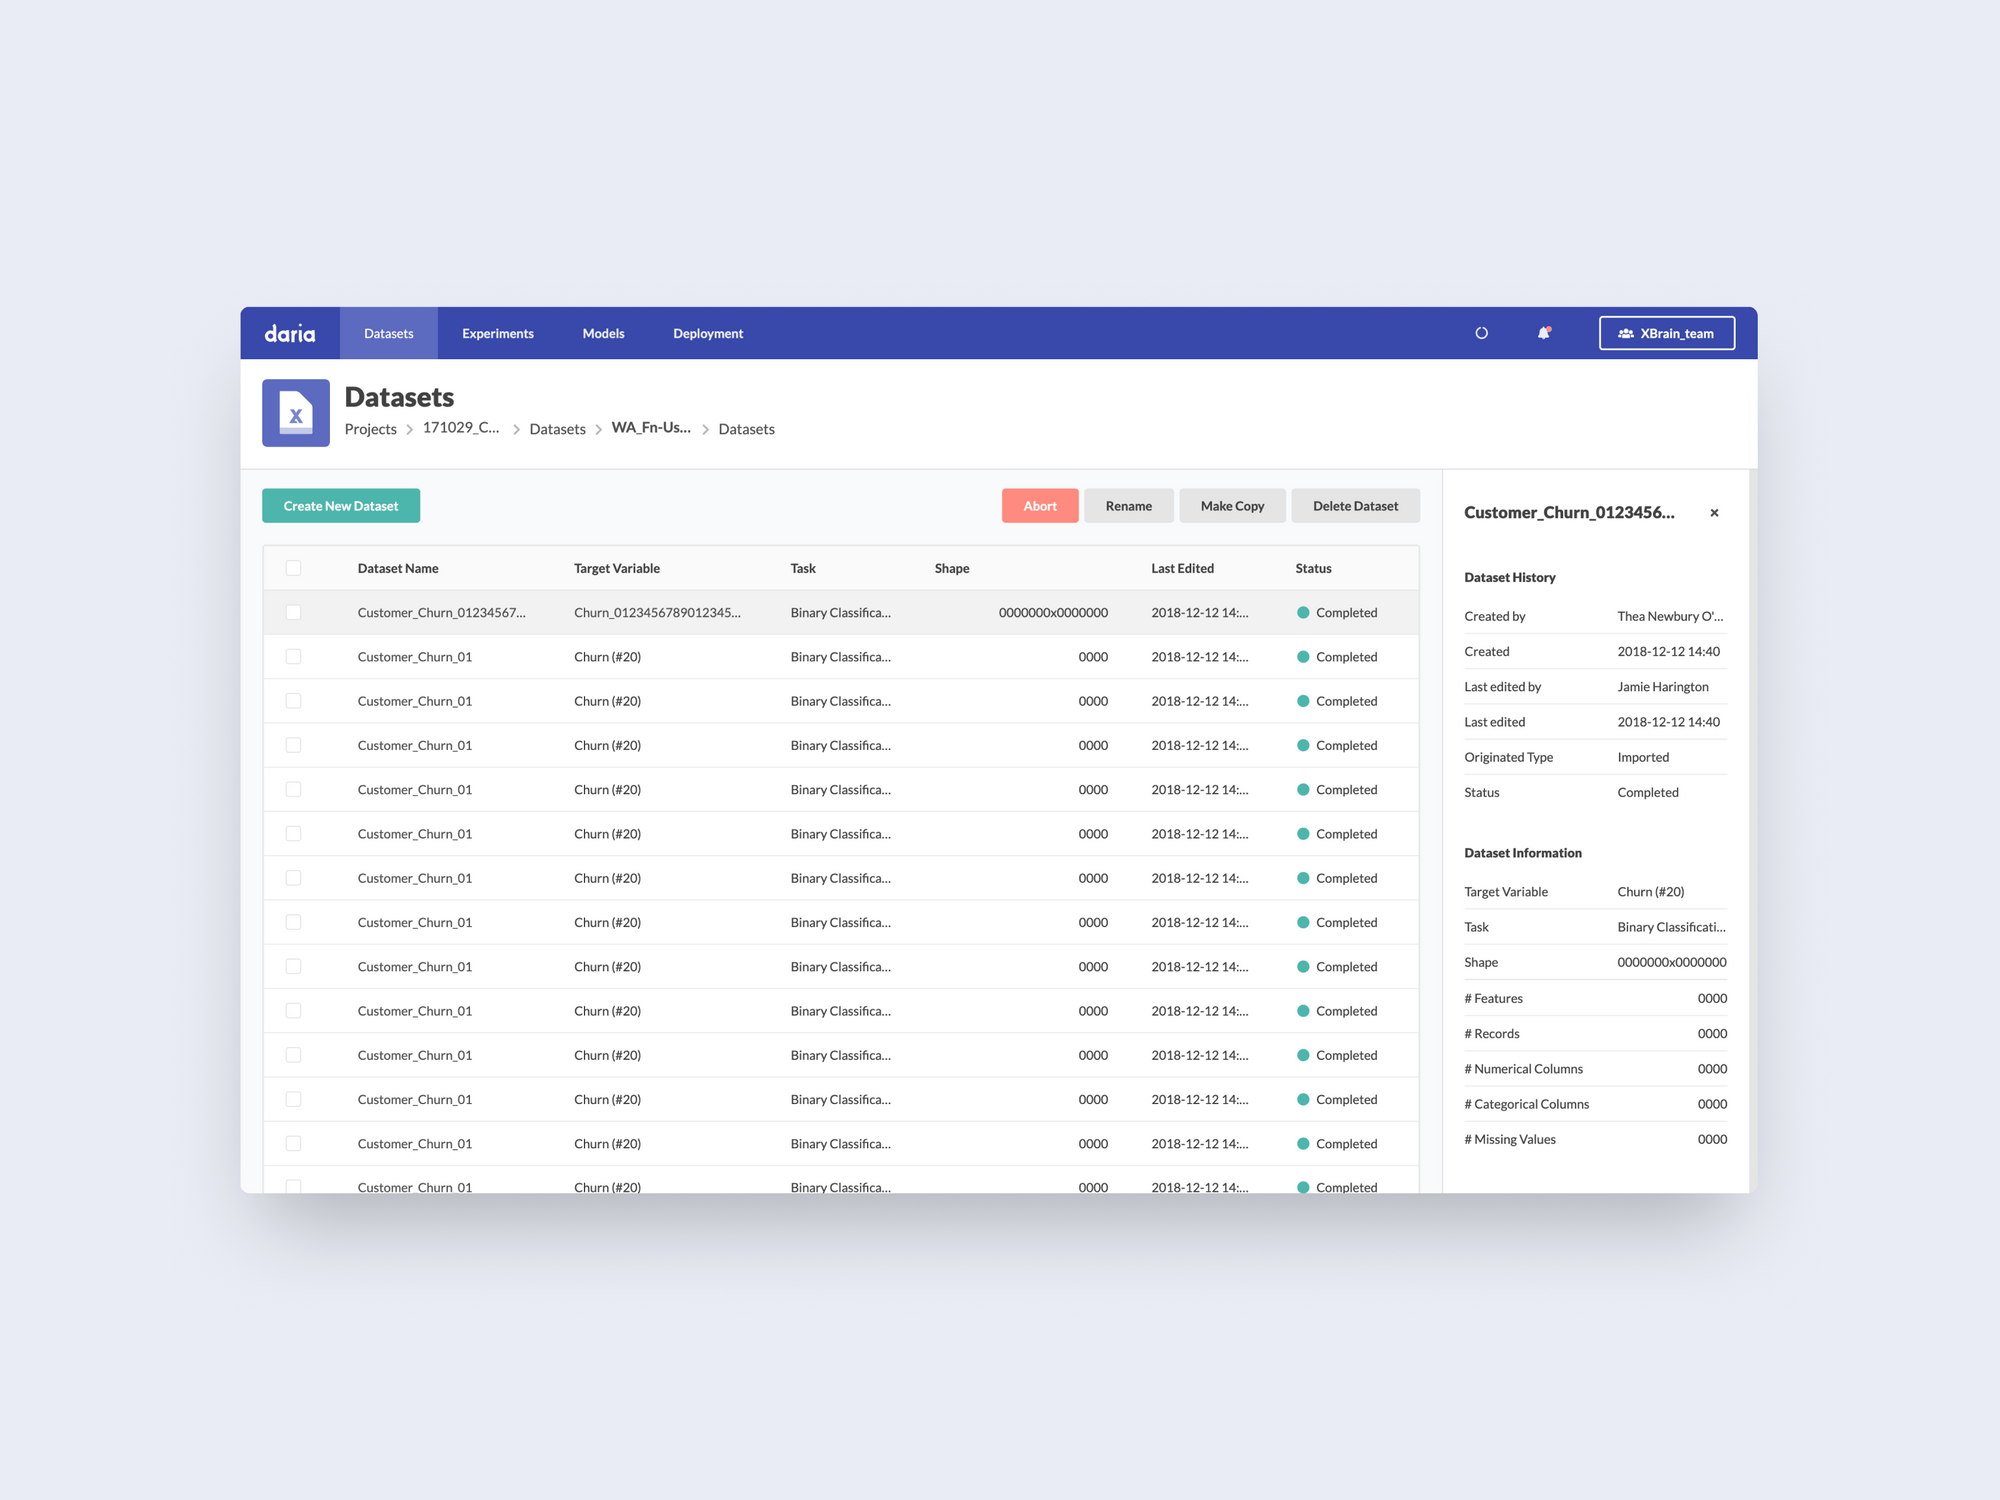 daria Datasets Experiments Models Deployment XBrain_team
X
Datasets
Projects > 171029_C... > Datasets > WA_Fn-Us... > Datasets
Create New Dataset Abort Rename Make Copy Delete Dataset
Dataset Name Target Variable Task Shape Last Edited Status
Customer_Churn_01234567... Churn_0123456789012345... Binary Classifica... 0000000x0000000 2018-12-12 14:... Completed
Customer_Churn_01 Churn (#20) Binary Classifica... 0000 2018-12-12 14:... Completed
Customer_Churn_01 Churn (#20) Binary Classifica... 0000 2018-12-12 14:... Completed
Customer_Churn_01 Churn (#20) Binary Classifica... 0000 2018-12-12 14:... Completed
Customer_Churn_01 Churn (#20) Binary Classifica... 0000 2018-12-12 14:... Completed
Customer_Churn_01 Churn (#20) Binary Classifica... 0000 2018-12-12 14:... Completed
Customer_Churn_01 Churn (#20) Binary Classifica... 0000 2018-12-12 14:... Completed
Customer_Churn_01 Churn (#20) Binary Classifica... 0000 2018-12-12 14:... Completed
Customer_Churn_01 Churn (#20) Binary Classifica... 0000 2018-12-12 14:... Completed
Customer_Churn_01 Churn (#20) Binary Classifica... 0000 2018-12-12 14:... Completed
Customer_Churn_01 Churn (#20) Binary Classifica... 0000 2018-12-12 14:... Completed
Customer_Churn_01 Churn (#20) Binary Classifica... 0000 2018-12-12 14:... Completed
Customer_Churn_01 Churn (#20) Binary Classifica... 0000 2018-12-12 14:... Completed
Customer_Churn_01 Churn (#20) Binary Classifica... 0000 2018-12-12 14:... Completed
Customer_Churn_0123456...
Dataset History
Created by Thea Newbury O'...
Created 2018-12-12 14:40
Last edited by Jamie Harington
Last edited 2018-12-12 14:40
Originated Type Imported
Status Completed
Dataset Information
Target Variable Churn (#20)
Task Binary Classificati...
Shape 0000000x0000000
# Features 0000
# Records 0000
# Numerical Columns 0000
# Categorical Columns 0000
# Missing Values 0000